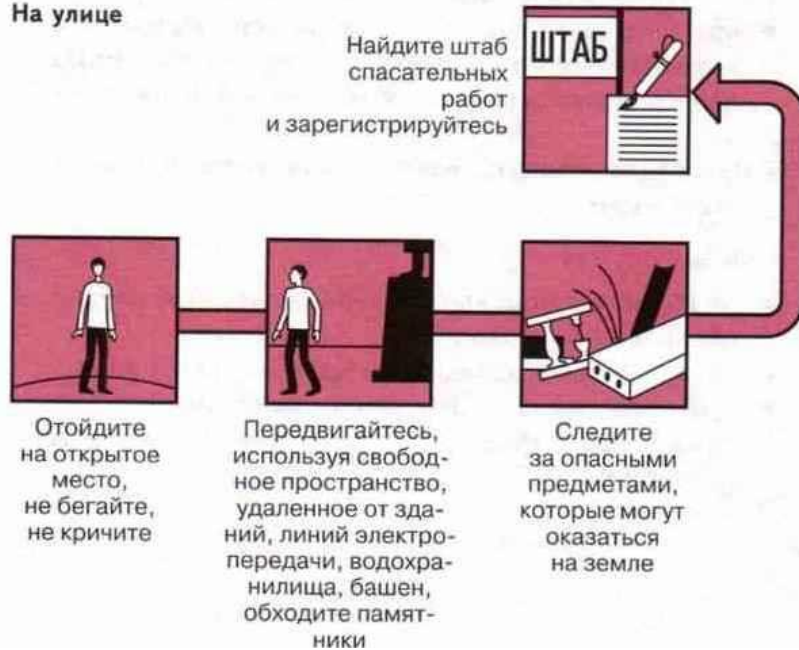 На улице
Найдите штаб
спасательных
работ
и зарегистрируйтесь
ШТАБ
Отойдите
на открытое
место,
не бегайте,
не кричите
Передвигайтесь,
используя свобод-
ное пространство,
удаленное от зда-
ний, линий электро-
передачи, водохра-
нилища, башен,
обходите памят-
ники
Следите
за опасными
предметами,
которые могут
оказаться
на земле